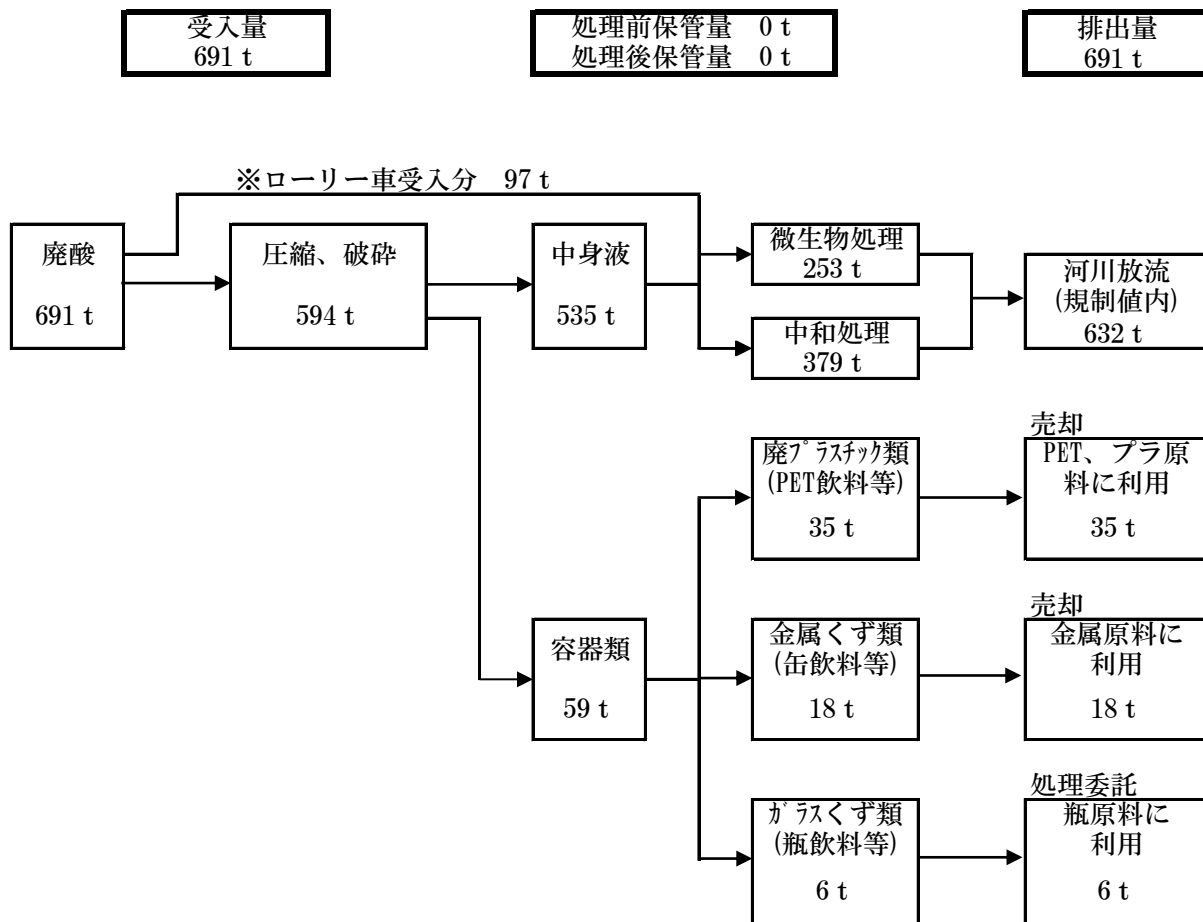 受入量
691 t
処理前保管量　0 t
処理後保管量　0 t
排出量
691 t
※ローリー車受入分　97 t
廃酸
691 t
圧縮、破砕
594 t
中身液
535 t
微生物処理
253 t
中和処理
379 t
河川放流
(規制値内)
632 t
廃ﾌﾟﾗｽﾁｯｸ類
(PET飲料等)
35 t
売却
PET、プラ原
料に利用
35 t
容器類
59 t
金属くず類
(缶飲料等)
18 t
売却
金属原料に
利用
18 t
ｶﾞﾗｽくず類
(瓶飲料等)
6 t
処理委託
瓶原料に
利用
6 t